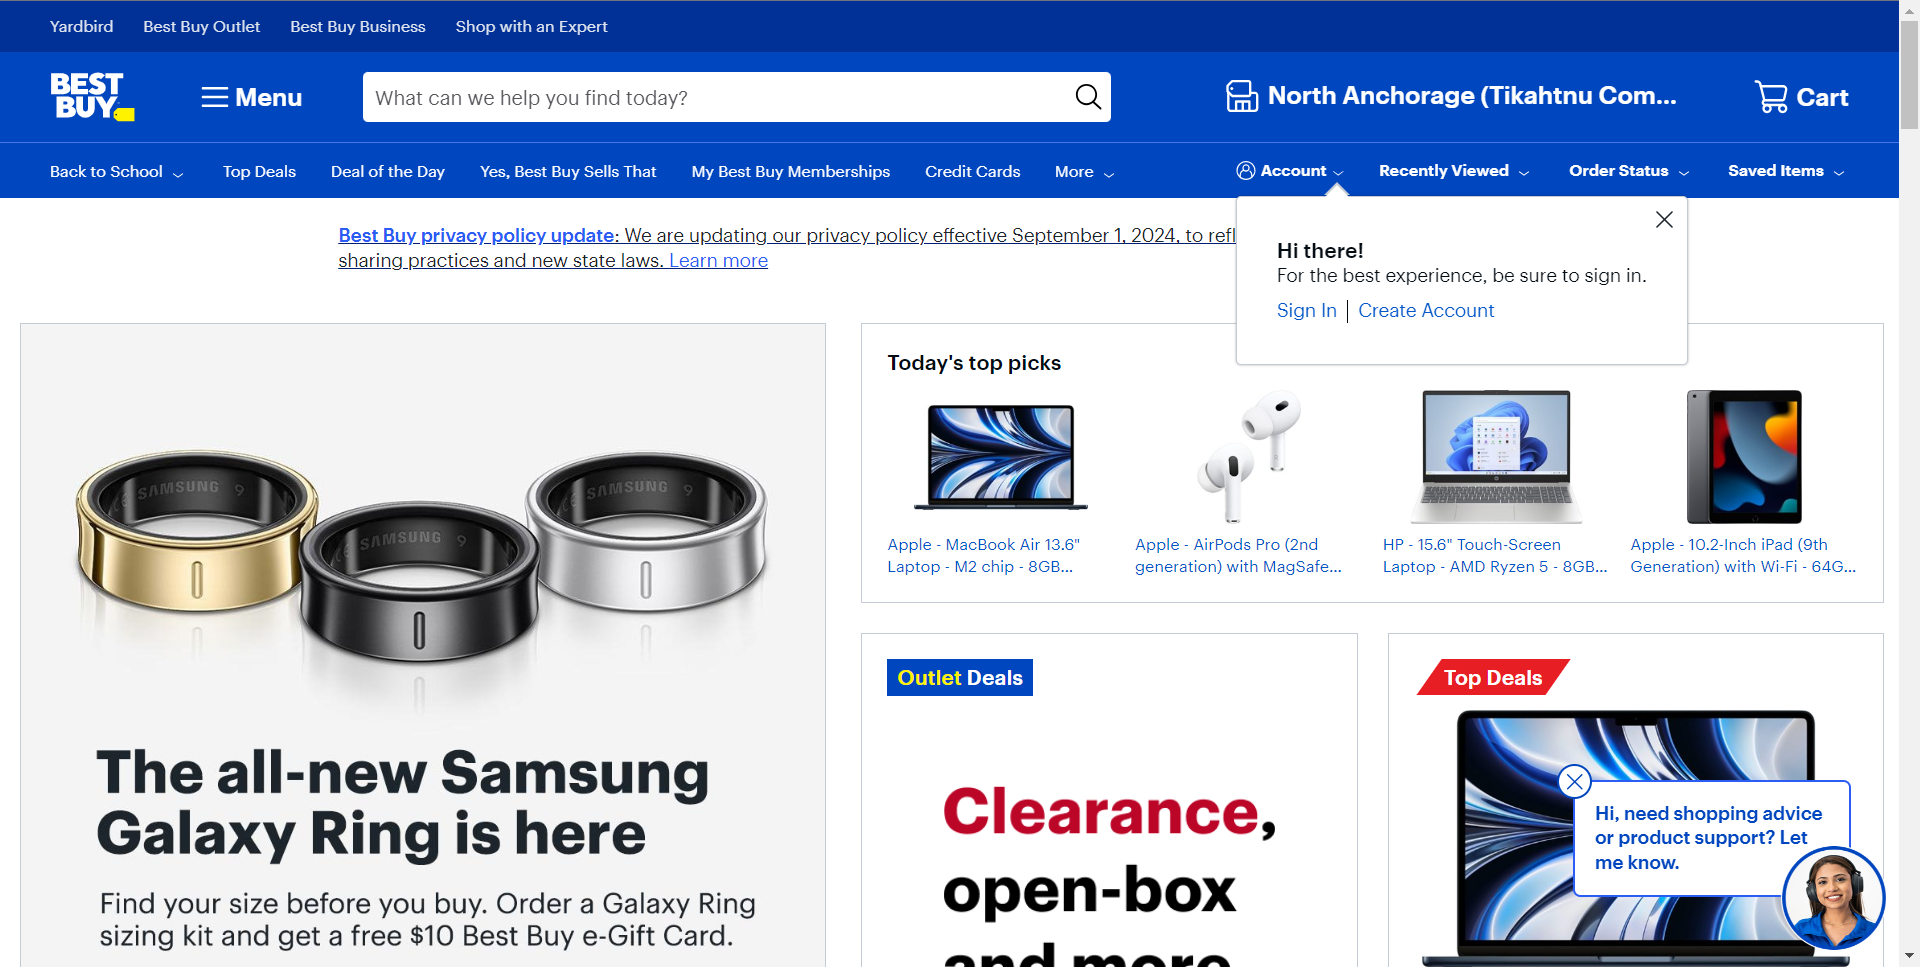 Yardbird
Best Buy Outlet
Best Buy Business
Shop with an Expert
BEST
BUY
Menu
What can we help you find today?
North Anchorage (Tikahtnu Com...
Cart
Back to School
Top Deals
Deal of the Day
Yes, Best Buy Sells That
My Best Buy Memberships
Credit Cards
More
Account
Recently Viewed
Order Status
Saved Items
Best Buy privacy policy update: We are updating our privacy policy effective September 1, 2024, to refl
sharing practices and new state laws. Learn more
Hi there!
For the best experience, be sure to sign in.
Sign In
Create Account
SAMSUNG 9
SAMSUNG 9
SAMSUNG 9
The all-new Samsung
Galaxy Ring is here
Find your size before you buy. Order a Galaxy Ring
sizing kit and get a free $10 Best Buy e-Gift Card.
Today's top picks
Apple - MacBook Air 13.6"
Laptop - M2 chip - 8GB...
Apple - AirPods Pro (2nd
generation) with MagSafe...
HP - 15.6" Touch-Screen
Laptop - AMD Ryzen 5 - 8GB...
Apple - 10.2-Inch iPad (9th
Generation) with Wi-Fi - 64G...
Outlet Deals
Clearance,
open-box
and more
Top Deals
Hi, need shopping advice
or product support? Let
me know.